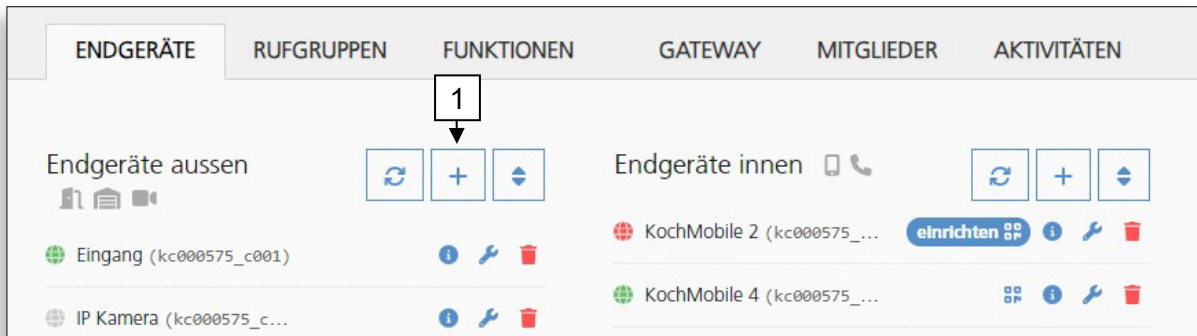 ENDGERÄTE RUFGRUPPEN FUNKTIONEN GATEWAY MITGLIEDER AKTIVITÄTEN
1
Endgeräte aussen
Eingang (kc000575_c001)
IP Kamera (kc000575_c...
Endgeräte innen
KochMobile 2 (kc000575_... einrichten
KochMobile 4 (kc000575_...